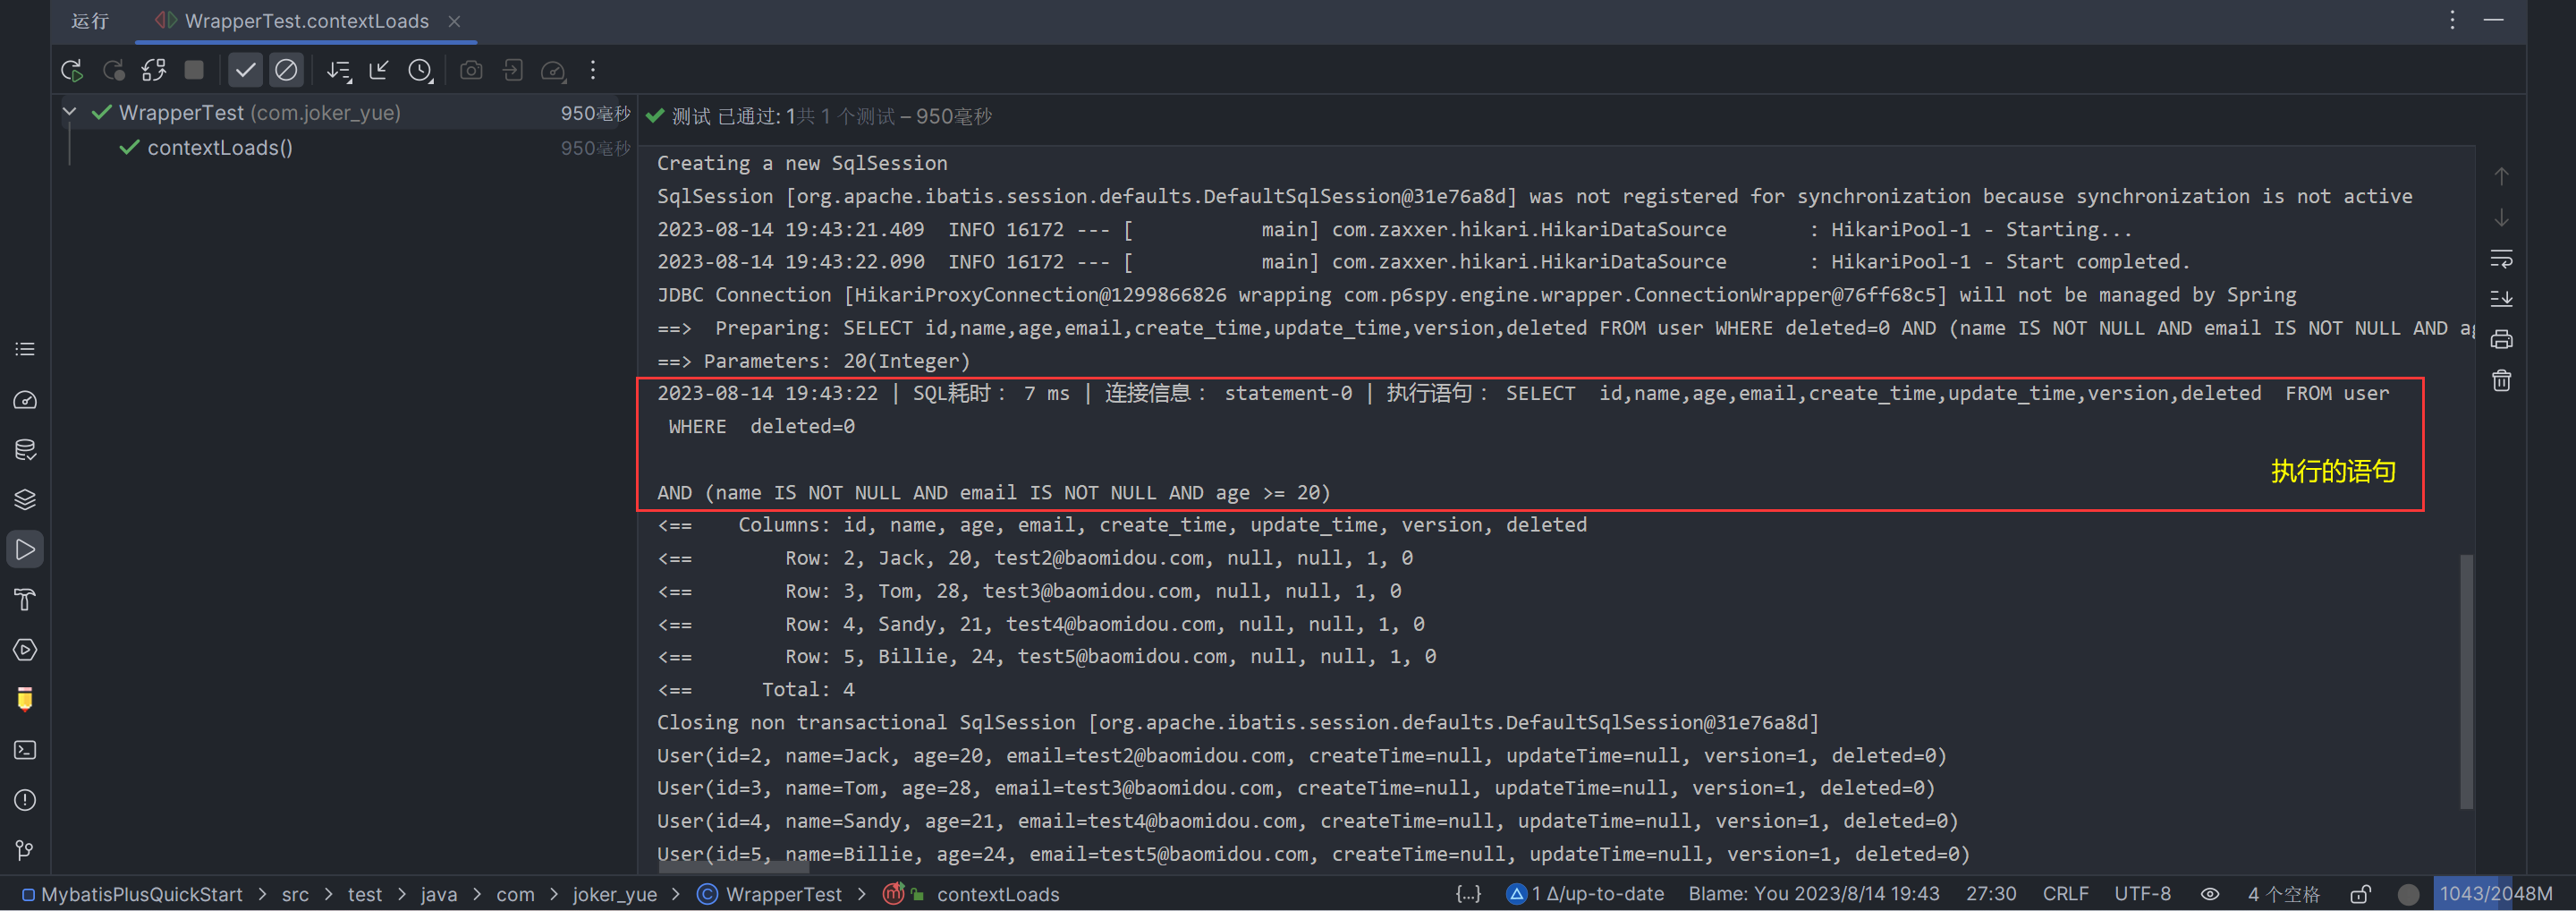 运行 WrapperTest.contextLoads
WrapperTest (com.joker_yue) 950毫秒
contextLoads() 950毫秒
测试 已通过: 1共 1 个测试 – 950毫秒
Creating a new SqlSession
SqlSession [org.apache.ibatis.session.defaults.DefaultSqlSession@31e76a8d] was not registered for synchronization because synchronization is not active
2023-08-14 19:43:21.409  INFO 16172 --- [           main] com.zaxxer.hikari.HikariDataSource       : HikariPool-1 - Starting...
2023-08-14 19:43:22.090  INFO 16172 --- [           main] com.zaxxer.hikari.HikariDataSource       : HikariPool-1 - Start completed.
JDBC Connection [HikariProxyConnection@1299866826 wrapping com.p6spy.engine.wrapper.ConnectionWrapper@76ff68c5] will not be managed by Spring
==>  Preparing: SELECT id,name,age,email,create_time,update_time,version,deleted FROM user WHERE deleted=0 AND (name IS NOT NULL AND email IS NOT NULL AND
==> Parameters: 20(Integer)
2023-08-14 19:43:22 | SQL耗时： 7 ms | 连接信息： statement-0 | 执行语句： SELECT  id,name,age,email,create_time,update_time,version,deleted  FROM user
WHERE  deleted=0
执行的语句
AND (name IS NOT NULL AND email IS NOT NULL AND age >= 20)
<==    Columns: id, name, age, email, create_time, update_time, version, deleted
<==        Row: 2, Jack, 20, test2@baomidou.com, null, null, 1, 0
<==        Row: 3, Tom, 28, test3@baomidou.com, null, null, 1, 0
<==        Row: 4, Sandy, 21, test4@baomidou.com, null, null, 1, 0
<==        Row: 5, Billie, 24, test5@baomidou.com, null, null, 1, 0
<==      Total: 4
Closing non transactional SqlSession [org.apache.ibatis.session.defaults.DefaultSqlSession@31e76a8d]
User(id=2, name=Jack, age=20, email=test2@baomidou.com, createTime=null, updateTime=null, version=1, deleted=0)
User(id=3, name=Tom, age=28, email=test3@baomidou.com, createTime=null, updateTime=null, version=1, deleted=0)
User(id=4, name=Sandy, age=21, email=test4@baomidou.com, createTime=null, updateTime=null, version=1, deleted=0)
User(id=5, name=Billie, age=24, email=test5@baomidou.com, createTime=null, updateTime=null, version=1, deleted=0)
MybatisPlusQuickStart > src > test > java > com > joker_yue > WrapperTest > contextLoads {...} 1 Δ/up-to-date Blame: You 2023/8/14 19:43 27:30 CRLF UTF-8 4 个空格 1043/2048M